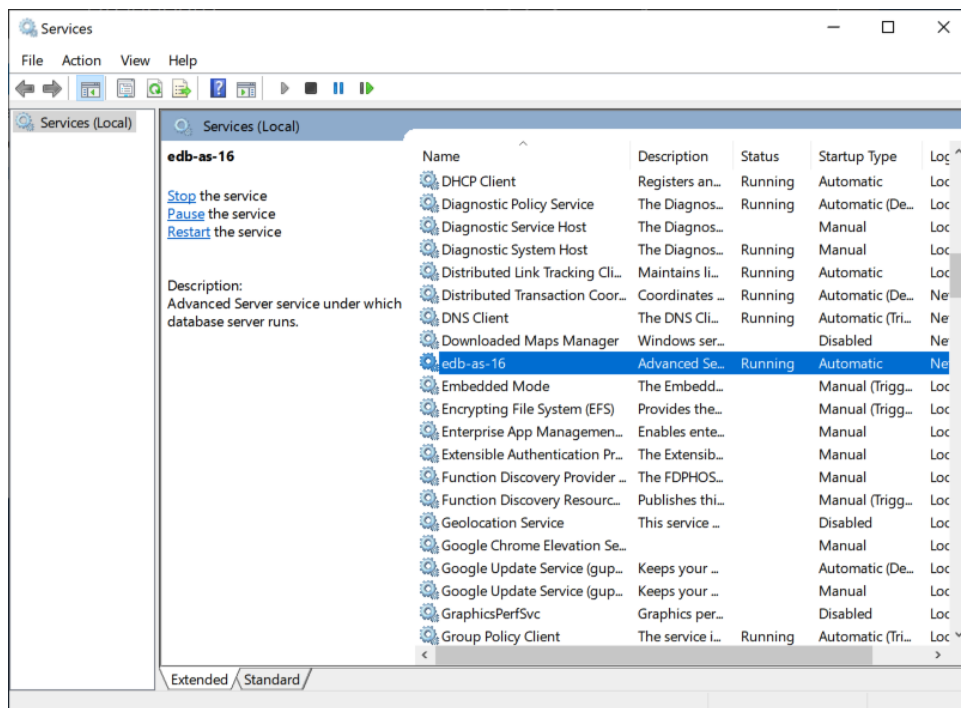 Services
File Action View Help
Services (Local)
Services (Local)
edb-as-16
Stop the service
Pause the service
Restart the service
Description:
Advanced Server service under which
database server runs.
Name Description Status Startup Type Log
DHCP Client Registers an... Running Automatic Loc
Diagnostic Policy Service The Diagnos... Running Automatic (De... Loc
Diagnostic Service Host The Diagnos... Manual Loc
Diagnostic System Host The Diagnos... Running Manual Loc
Distributed Link Tracking Cli... Maintains li... Running Automatic Loc
Distributed Transaction Coor... Coordinates ... Running Automatic (De... Ne
DNS Client The DNS Cli... Running Automatic (Tri... Ne
Downloaded Maps Manager Windows ser... Disabled Ne
edb-as-16 Advanced Se... Running Automatic Ne
Embedded Mode The Embedd... Manual (Trigg... Loc
Encrypting File System (EFS) Provides the... Manual (Trigg... Loc
Enterprise App Managemen... Enables ente... Manual Loc
Extensible Authentication Pr... The Extensib... Manual Loc
Function Discovery Provider ... The FDPHOS... Manual Loc
Function Discovery Resourc... Publishes thi... Manual (Trigg... Loc
Geolocation Service This service ... Disabled Loc
Google Chrome Elevation Se... Manual Loc
Google Update Service (gup... Keeps your ... Automatic (De... Loc
Google Update Service (gup... Keeps your ... Manual Loc
GraphicsPerfSvc Graphics per... Disabled Loc
Group Policy Client The service i... Running Automatic (Tri... Loc
Extended Standard